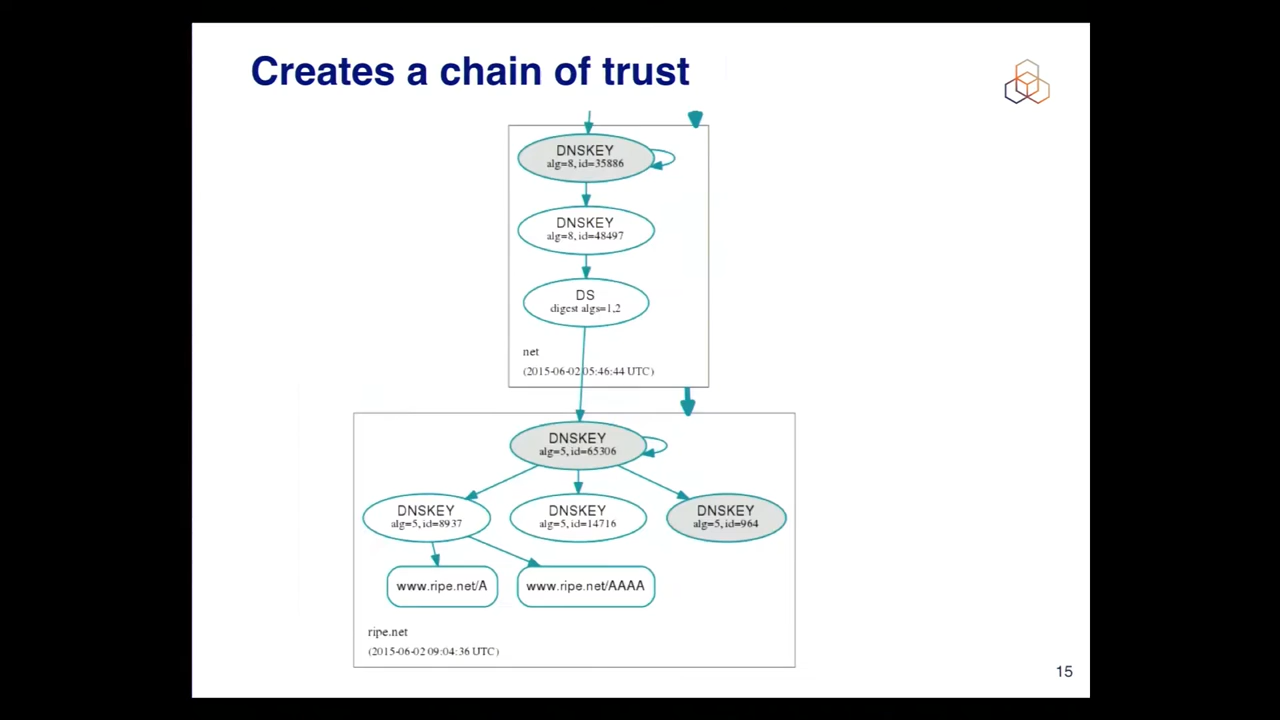 Creates a chain of trust
DNSKEY
alg=8, id=35886
DNSKEY
alg=8, id=48497
DS
digest algs=1,2
net
(2015-06-02 05:46:44 UTC)
DNSKEY
alg=5, id=65306
DNSKEY
alg=5, id=8937
DNSKEY
alg=5, id=14716
DNSKEY
alg=5, id=964
www.ripe.net/A
www.ripe.net/AAAA
ripe.net
(2015-06-02 09:04:36 UTC)
15